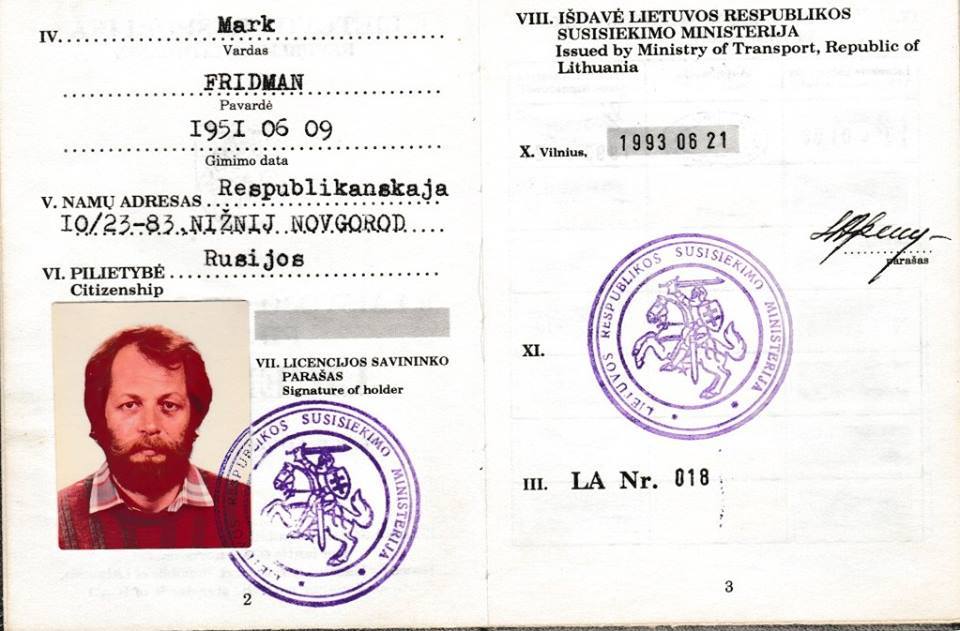 IV. Mark
Vardas
FRIDMAN
Pavardė
I95I 06 09
Gimimo data
Respublikanskaja
V. NAMŲ ADRESAS
I0/23-83.NIŽNIJ NOVGOROD
Rusijos
VI. PILIETYBĖ
Citizenship
VII. LICENCIJOS SAVININKO
PARAŠAS
Signature of holder
LIETUVOS RESPUBLIKOS SUSISIEKIMO MINISTERIJA
2
VIII. IŠDAVĖ LIETUVOS RESPUBLIKOS
SUSISIEKIMO MINISTERIJA
Issued by Ministry of Transport, Republic of
Lithuania
X. Vilnius, 1993 06 21
parašas
LIETUVOS RESPUBLIKOS SUSISIEKIMO MINISTERIJA
XI.
III. LA Nr. 018
3